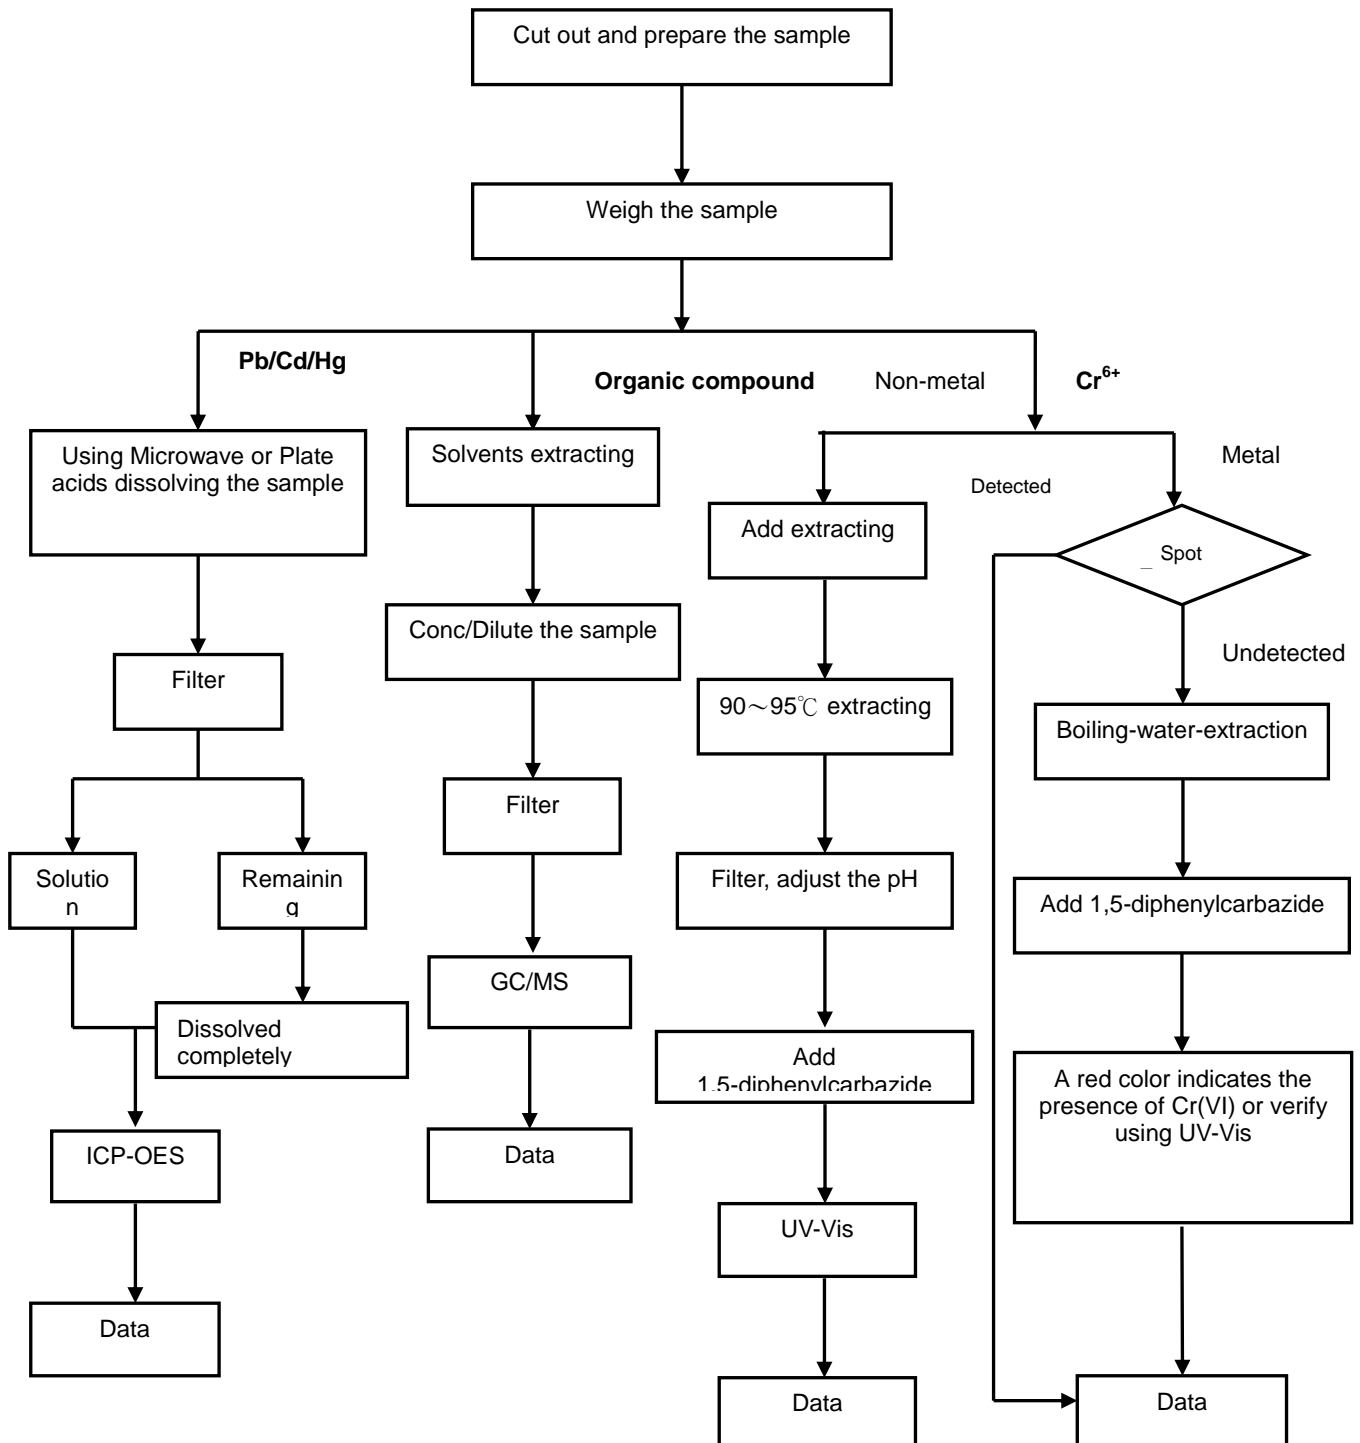 Cut out and prepare the sample
Weigh the sample
Pb/Cd/Hg
Organic compound
Non-metal
Cr6+
Using Microwave or Plate
acids dissolving the sample
Solvents extracting
Metal
Detected
Add extracting
_ Spot
Conc/Dilute the sample
Undetected
Filter
90～95℃ extracting
Boiling-water-extraction
Filter
Solutio
n
Remainin
g
Filter, adjust the pH
Add 1,5-diphenylcarbazide
GC/MS
Dissolved
completely
Add
1,5-diphenylcarbazide
A red color indicates the
presence of Cr(VI) or verify
using UV-Vis
ICP-OES
Data
UV-Vis
Data
Data
Data